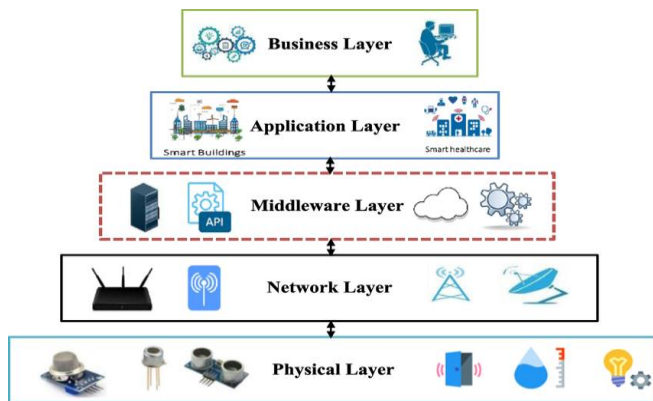 Business Layer
Application Layer
Smart Buildings
Smart healthcare
Middleware Layer
API
Network Layer
Physical Layer